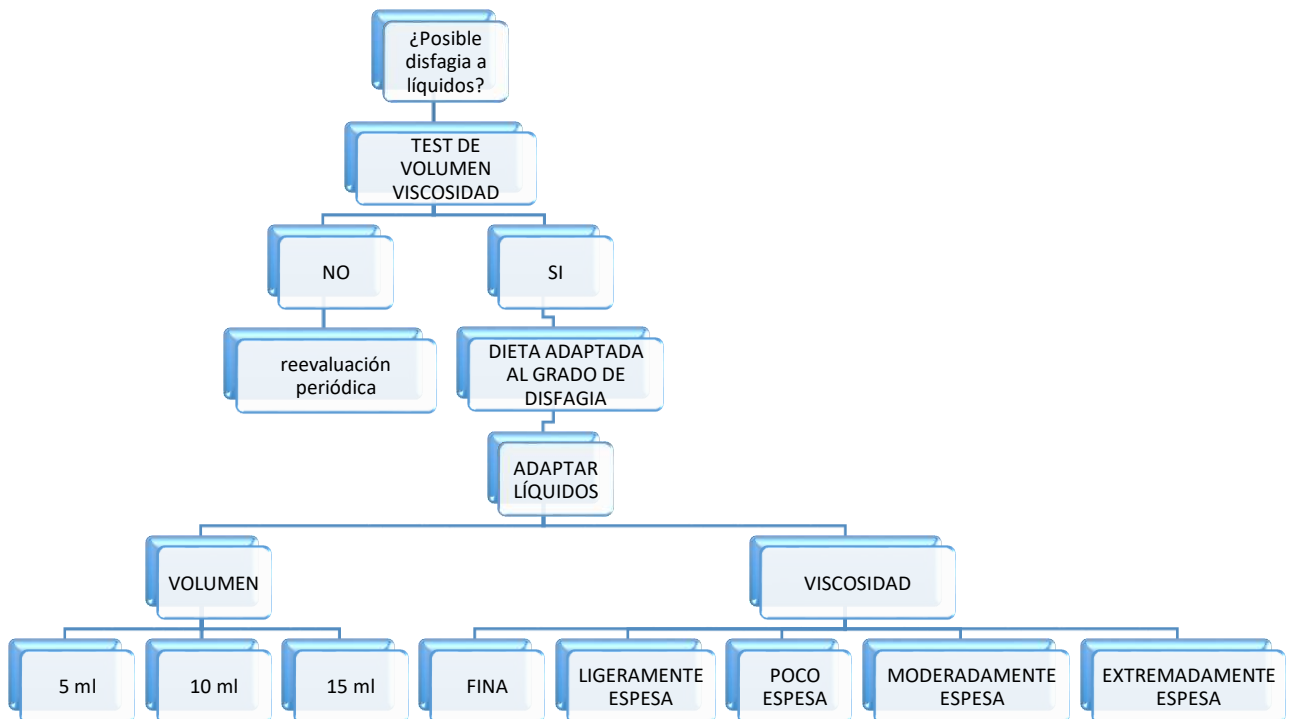 ¿Posible
disfagia a
líquidos?
TEST DE
VOLUMEN
VISCOSIDAD
NO
SI
reevaluación
periódica
DIETA ADAPTADA
AL GRADO DE
DISFAGIA
ADAPTAR
LÍQUIDOS
VOLUMEN
VISCOSIDAD
5 ml
10 ml
15 ml
FINA
LIGERAMENTE
ESPESA
POCO
ESPESA
MODERADAMENTE
ESPESA
EXTREMADAMENTE
ESPESA